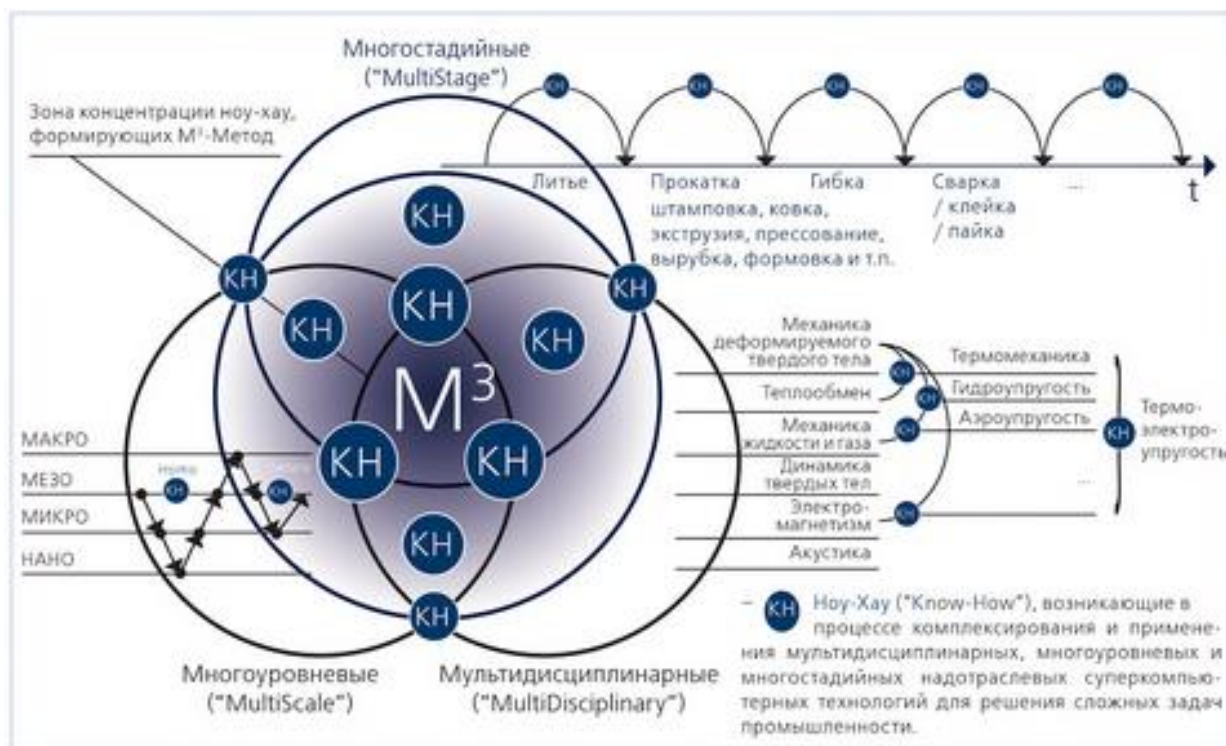 Многостадийные
("MultiStage")
Зона концентрации ноу-хау,
формирующих М³-Метод
КН
КН
КН
КН
КН
Литье
Прокатка
Гибка
Сварка
...
t
штамповка, ковка,
экструзия, прессование,
вырубка, формовка и т.п.
/ клейка
/ пайка
КН
КН
КН
КН
КН
КН
КН
М³
КН
КН
КН
КН
МАКРО
МЕЗО
МИКРО
НАНО
КН
КН
Механика
деформируемого
твердого тела
Теплообмен
Механика
жидкости и газа
Динамика
твердых тел
Электро-
магнетизм
Акустика
КН
КН
КН
КН
Термомеханика
Гидроупругость
Аэроупругость
...
КН
Термо-
электро-
упругость
Многоуровневые
("MultiScale")
Мультидисциплинарные
("MultiDisciplinary")
– КН Ноу-Хау ("Know-How"), возникающие в
процессе комплексирования и примене-
ния мультидисциплинарных, многоуровневых и
многостадийных надотраслевых суперкомпью-
терных технологий для решения сложных задач
промышленности.